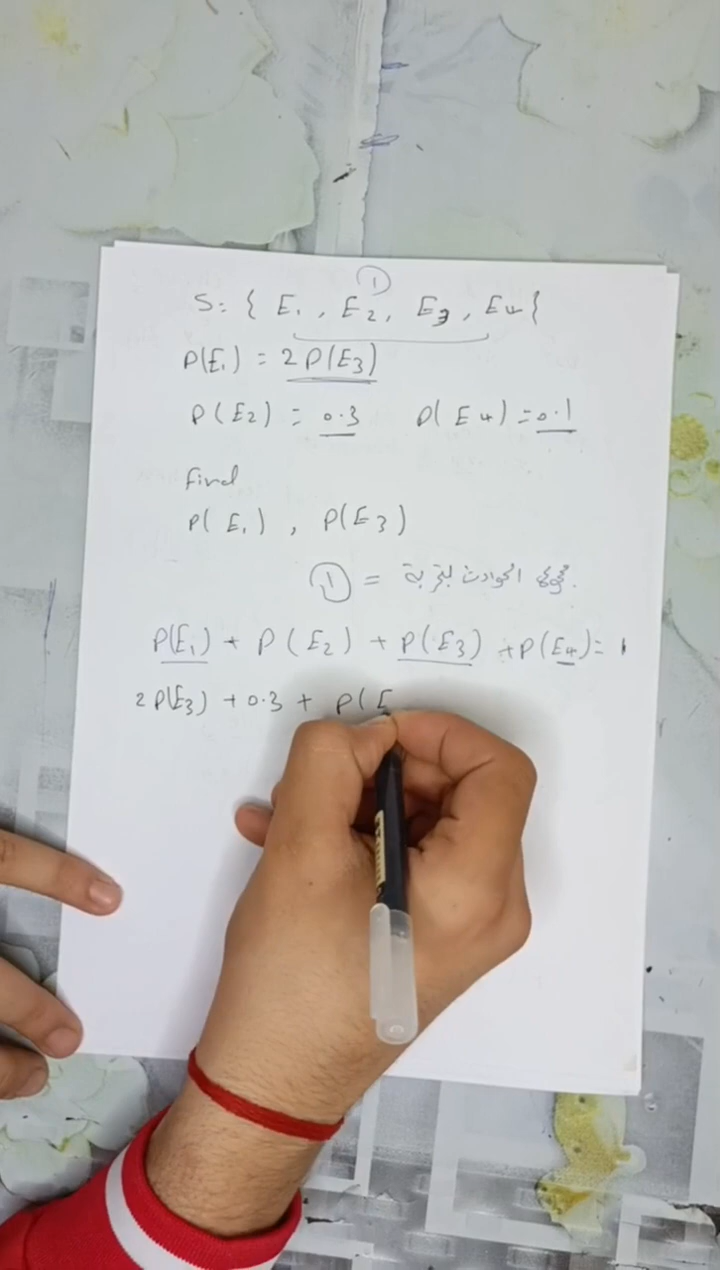 ①
S: { E₁ , E₂ , E₃ , E₄ {
P(E₁) = 2P(E₃)
P(E₂) = 0.3 P(E₄) = 0.1
find
P(E₁) , P(E₃)
مجموع الحوادث لتجربة = ①
P(E₁) + P(E₂) + P(E₃) + P(E₄) = 1
2P(E₃) + 0.3 + P(E